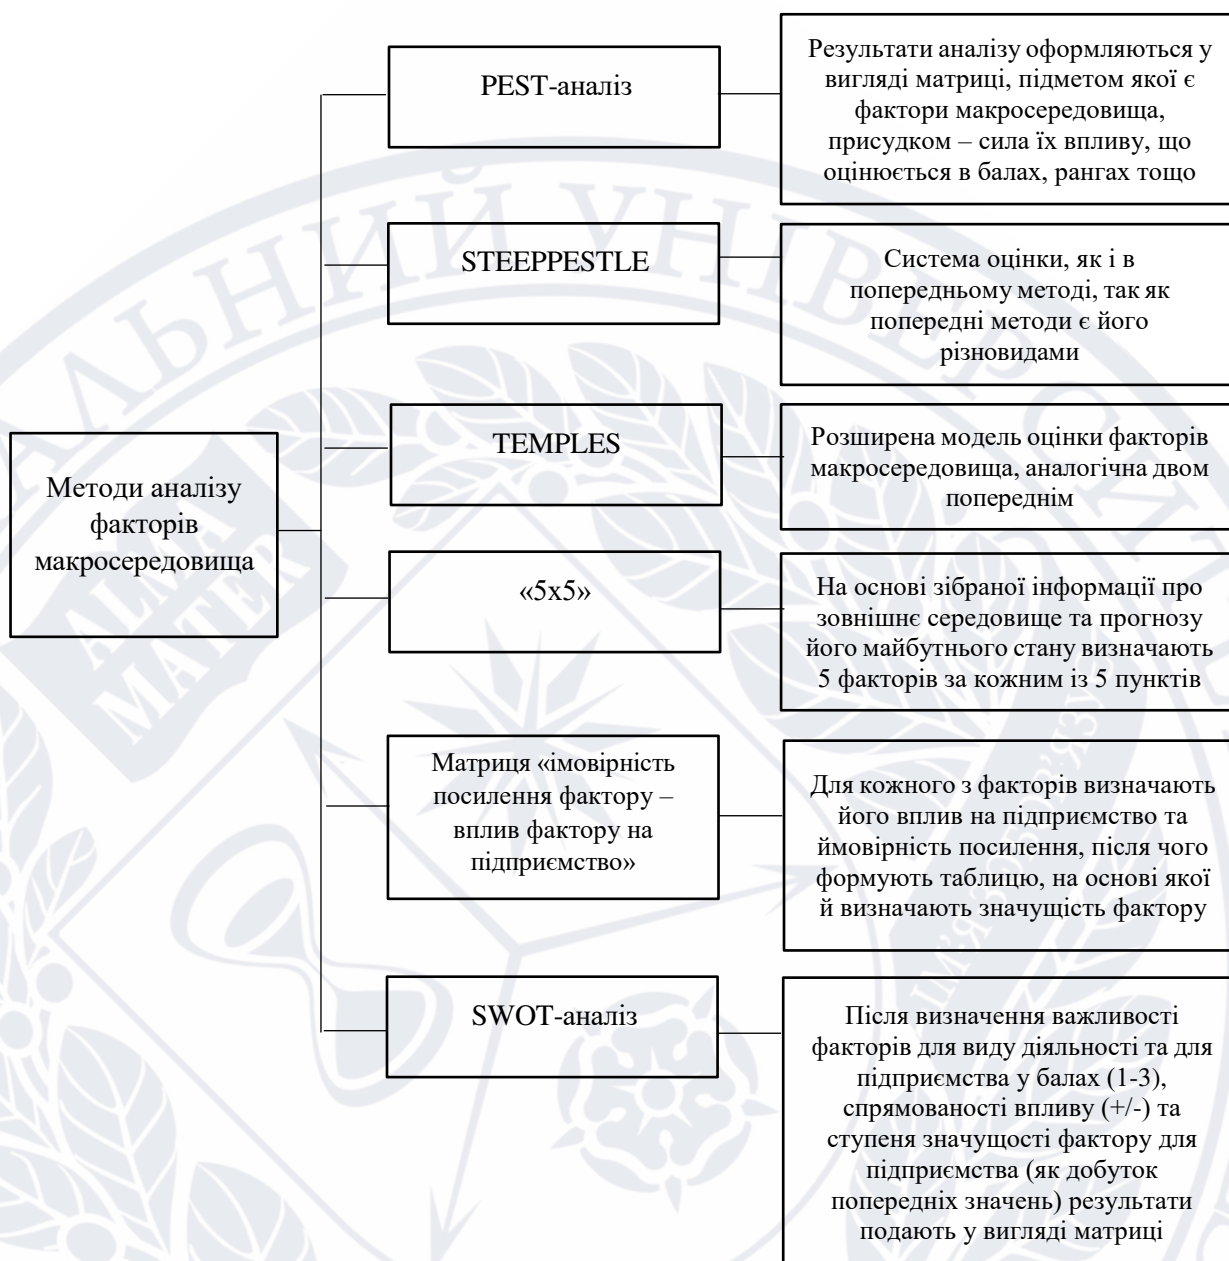 PEST-аналіз
Результати аналізу оформляються у
вигляді матриці, підметом якої є
фактори макросередовища,
присудком – сила їх впливу, що
оцінюється в балах, рангах тощо
STEEPPESTLE
Система оцінки, як і в
попередньому методі, так як
попередні методи є його
різновидами
TEMPLES
Розширена модель оцінки факторів
макросередовища, аналогічна двом
попереднім
Методи аналізу
факторів
макросередовища
«5х5»
На основі зібраної інформації про
зовнішнє середовище та прогнозу
його майбутнього стану визначають
5 факторів за кожним із 5 пунктів
Матриця «імовірність
посилення фактору –
вплив фактору на
підприємство»
Для кожного з факторів визначають
його вплив на підприємство та
ймовірність посилення, після чого
формують таблицю, на основі якої
й визначають значущість фактору
SWOT-аналіз
Після визначення важливості
факторів для виду діяльності та для
підприємства у балах (1-3),
спрямованості впливу (+/-) та
ступеня значущості фактору для
підприємства (як добуток
попередніх значень) результати
подають у вигляді матриці
ALMA
MATER